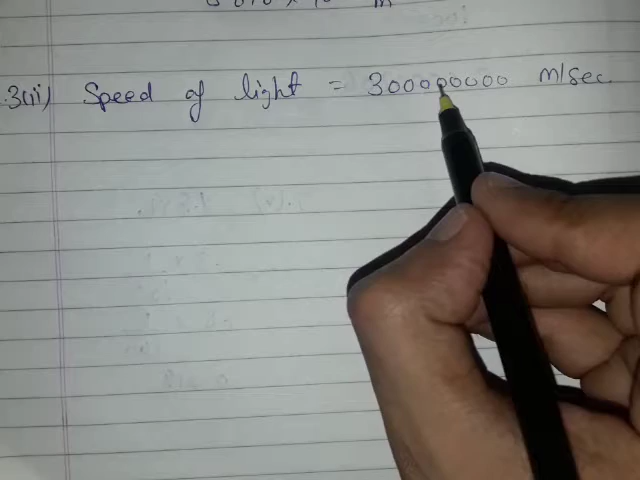 3(ii) Speed of light = 300000000 m/sec